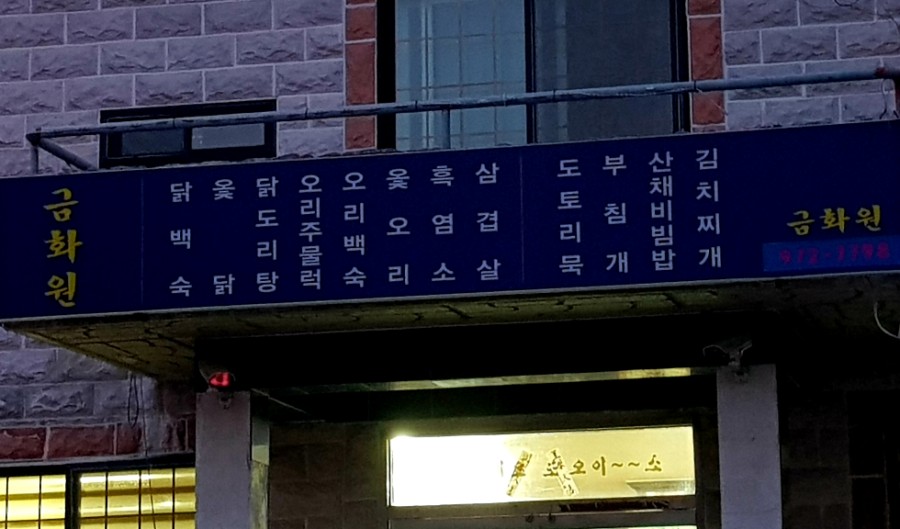 금화원
닭백숙
옻닭
닭도리탕
오리주물럭
오리백숙
옻오리
흑염소
삼겹살
도토리묵
부침개
산채비빔밥
김치찌개
금화원
오이~~소